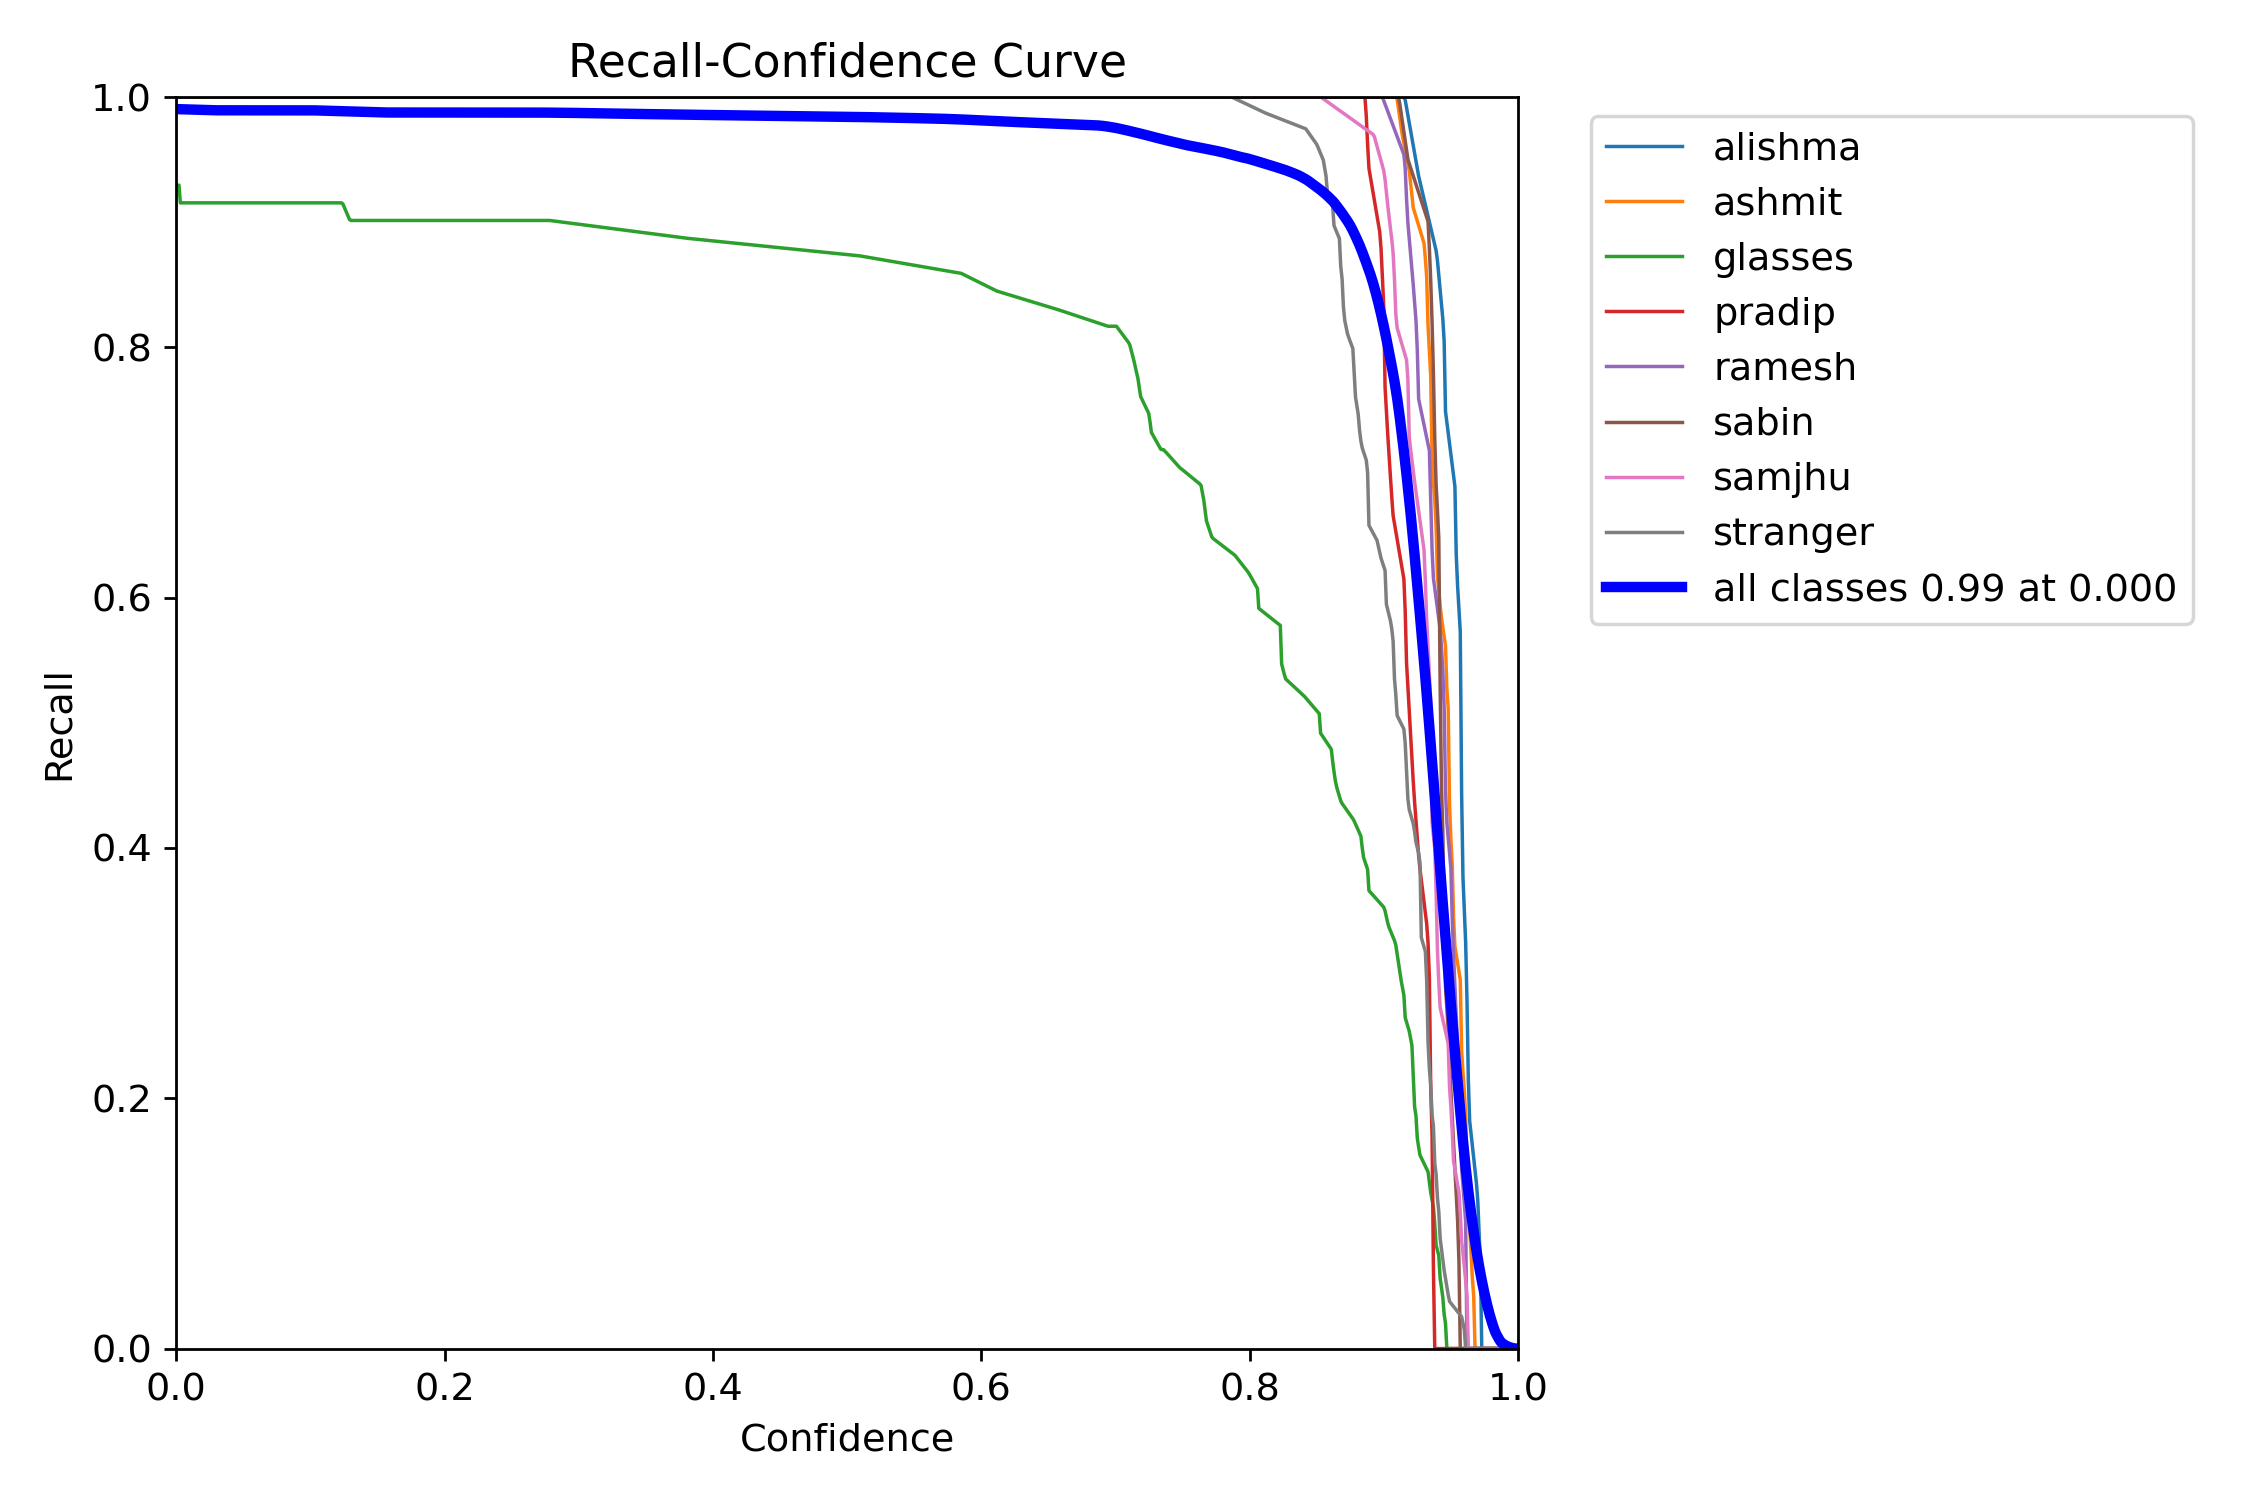 Recall-Confidence Curve
1.0
0.8
0.6
0.4
0.2
0.0
Recall
0.0 0.2 0.4 0.6 0.8 1.0
Confidence
alishma
ashmit
glasses
pradip
ramesh
sabin
samjhu
stranger
all classes 0.99 at 0.000